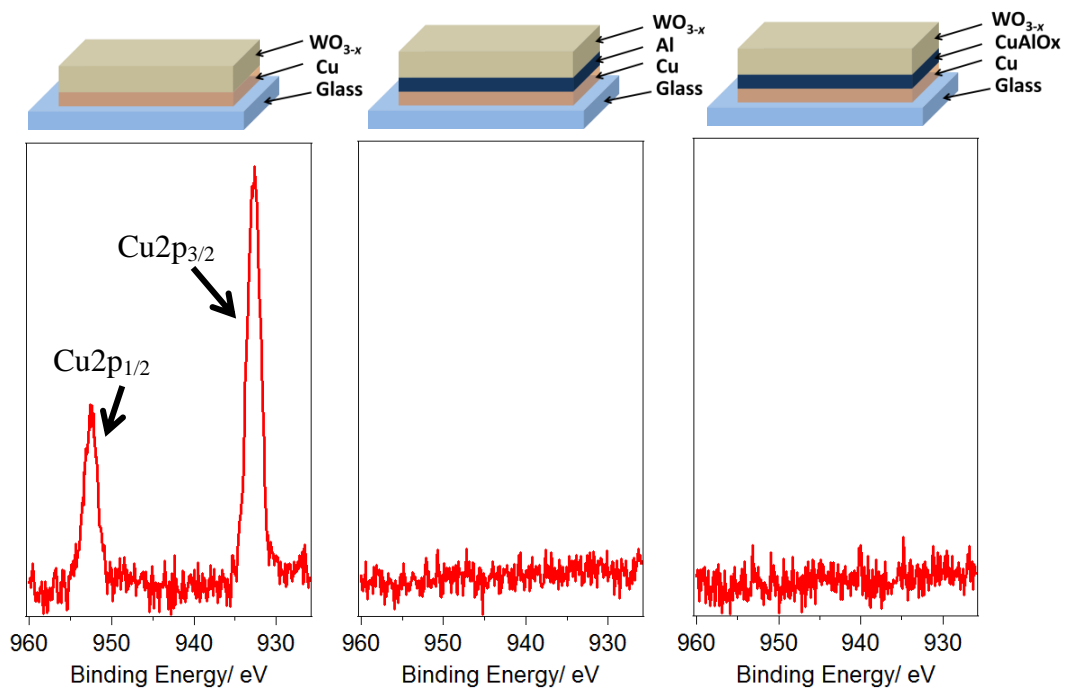 WO3-x
Cu
Glass
WO3-x
Al
Cu
Glass
WO3-x
CuAlOx
Cu
Glass
Cu2p3/2
Cu2p1/2
960 950 940 930
Binding Energy/ eV
960 950 940 930
Binding Energy/ eV
960 950 940 930
Binding Energy/ eV